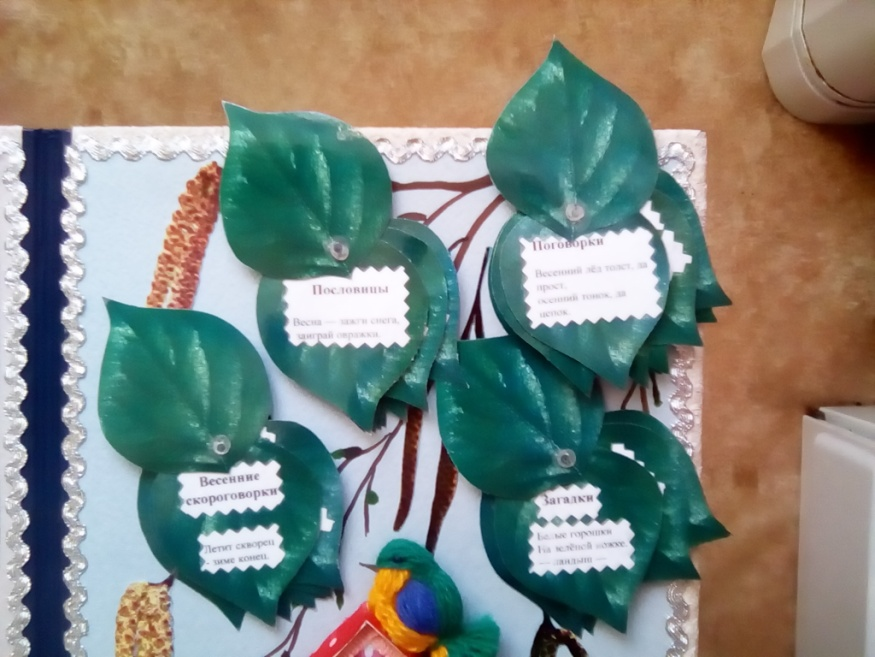 Пословицы
Весна — зажги снега,
заиграй овражки.
Поговорки
Весенний лёд толст, да
прост,
осенний тонок, да
цепок.
Весенние
скороговорки
Летит скворец
- зиме конец.
Загадки
Белые горошки
На зелёной ножке.
— ландыш —